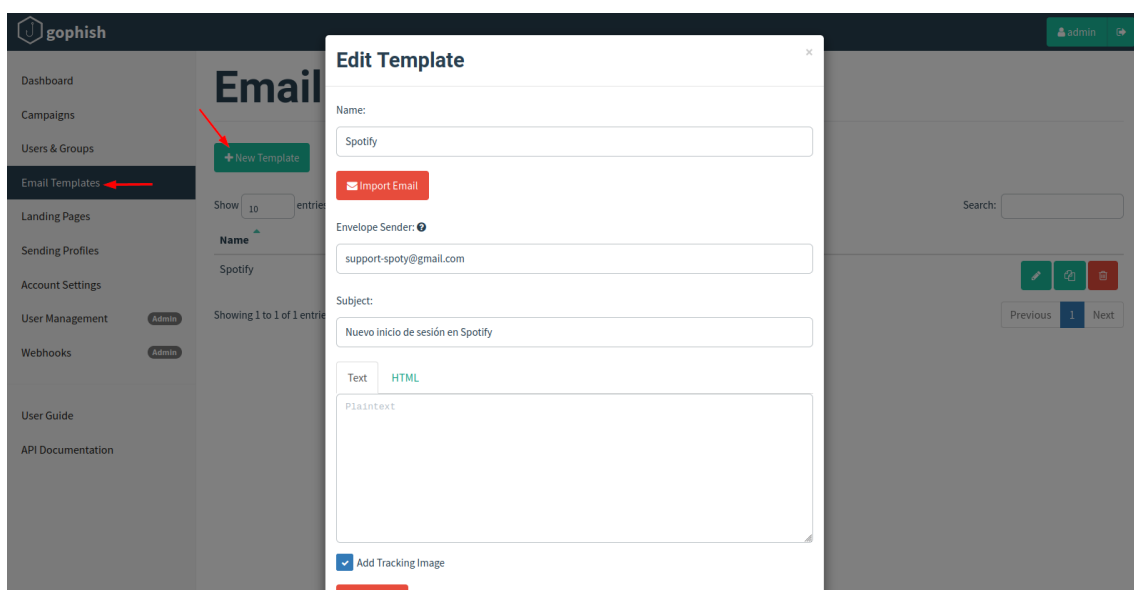 gophish
admin
Dashboard
Campaigns
Users & Groups
Email Templates
Landing Pages
Sending Profiles
Account Settings
User Management Admin
Webhooks Admin
User Guide
API Documentation
Email
+ New Template
Show 10 entries
Search:
Name
Spotify
Showing 1 to 1 of 1 entrie
Previous 1 Next
Edit Template
×
Name:
Spotify
Import Email
Envelope Sender:
support-spoty@gmail.com
Subject:
Nuevo inicio de sesión en Spotify
Text HTML
Plaintext
Add Tracking Image